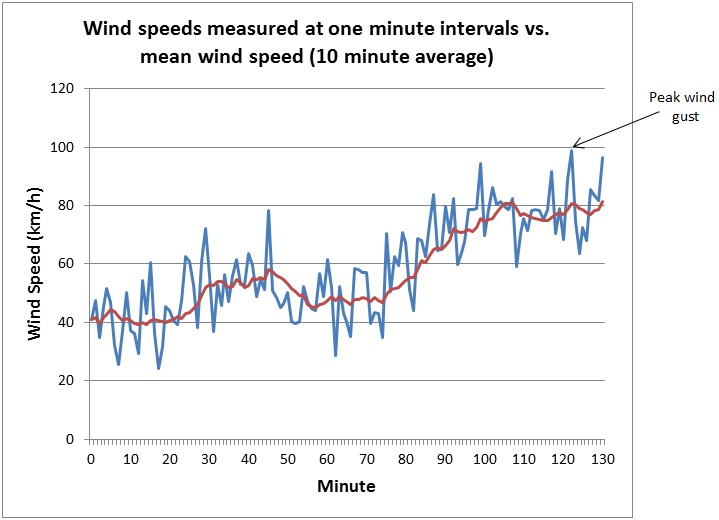 Wind speeds measured at one minute intervals vs.
mean wind speed (10 minute average)
Peak wind
gust
Wind Speed (km/h)
120
100
80
60
40
20
0
0 10 20 30 40 50 60 70 80 90 100 110 120 130
Minute